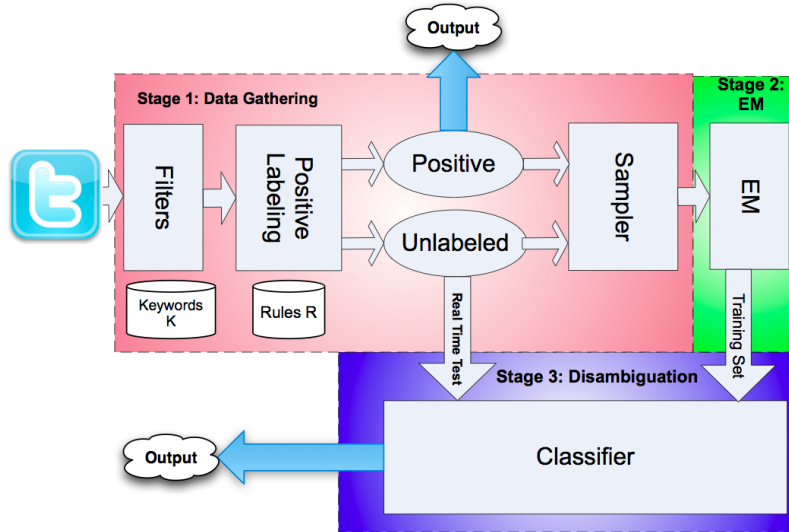 Output
Stage 1: Data Gathering
Stage 2:
EM
Filters
Positive
Labeling
Positive
Unlabeled
Sampler
EM
Keywords
K
Rules R
Real Time Test
Training Set
Stage 3: Disambiguation
Classifier
Output